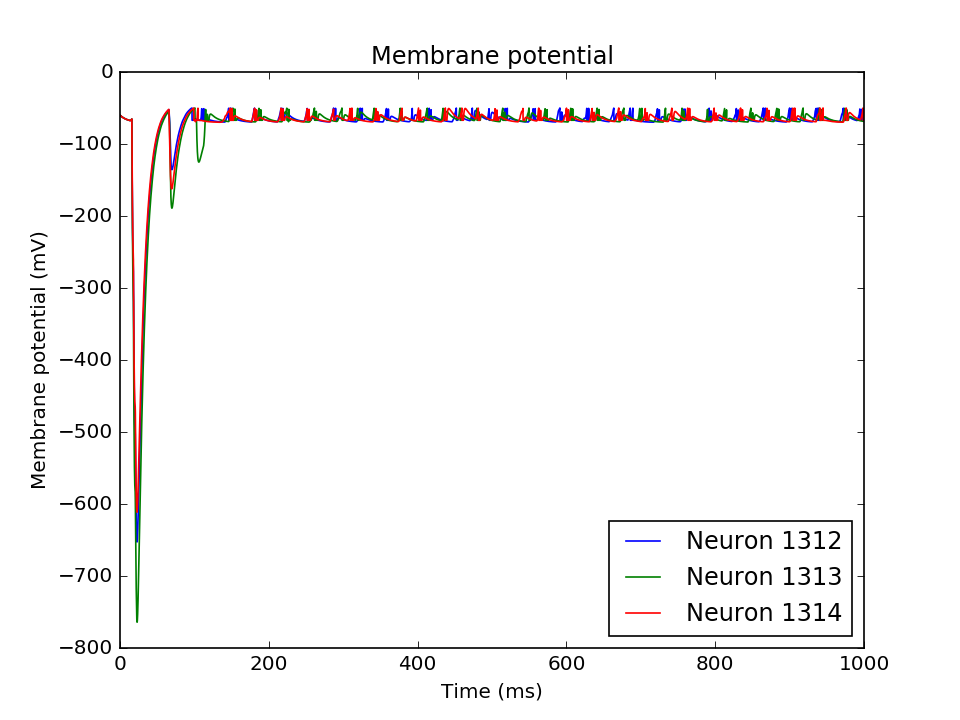 Membrane potential
0
−100
−200
−300
−400
−500
−600
−700
−800
Membrane potential (mV)
Neuron 1312
Neuron 1313
Neuron 1314
0 200 400 600 800 1000
Time (ms)